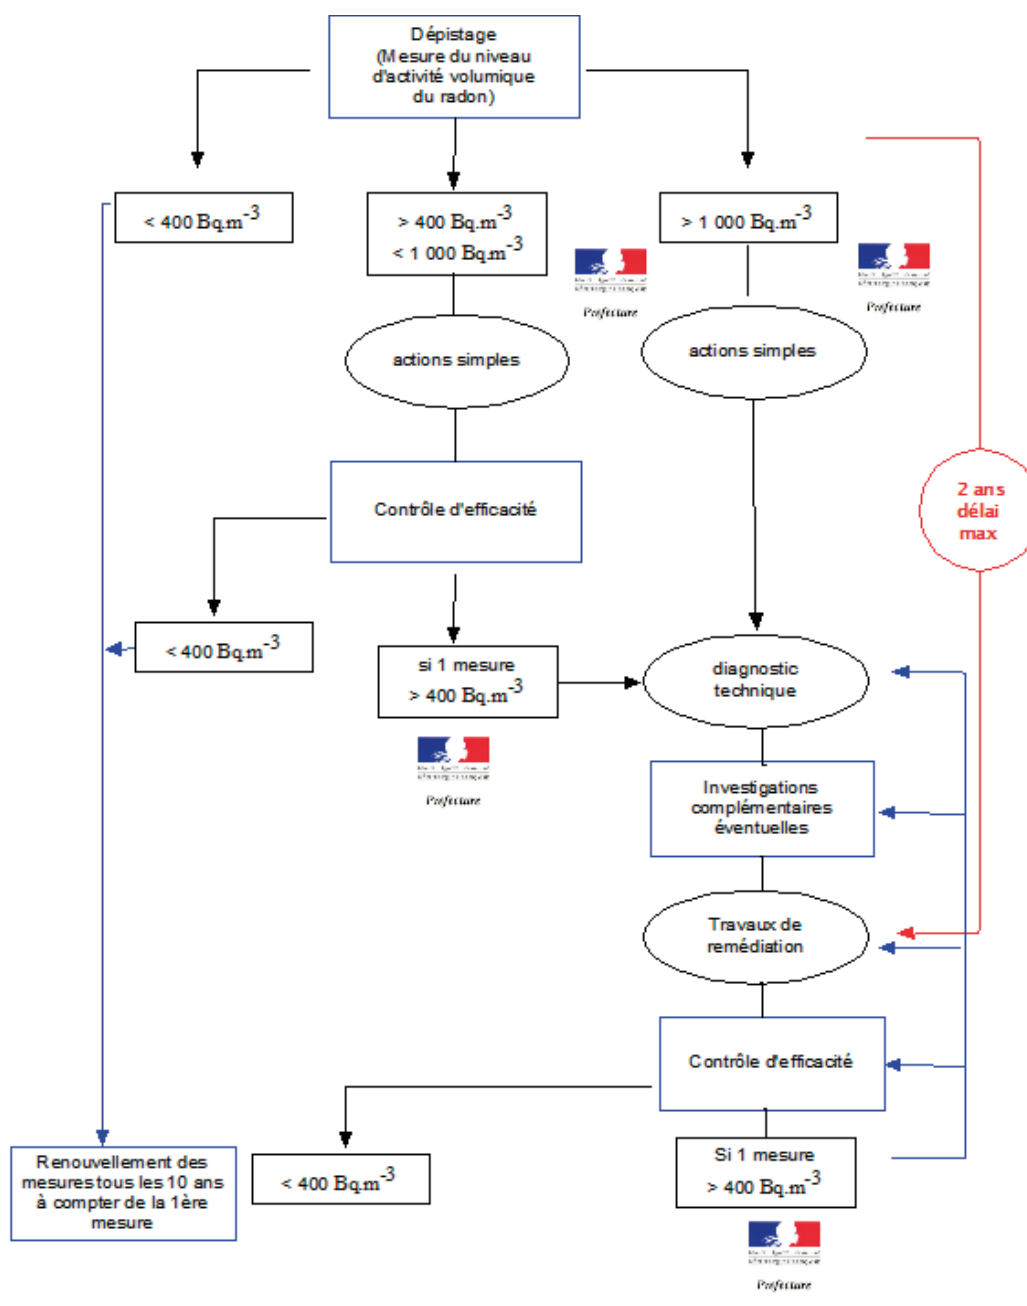 Dépistage
(Mesure du niveau
d'activité volumique
du radon)
< 400 Bq.m-3
> 400 Bq.m-3
< 1 000 Bq.m-3
> 1 000 Bq.m-3
Préfecture
Préfecture
actions simples
actions simples
2 ans
délai
max
Contrôle d'efficacité
< 400 Bq.m-3
si 1 mesure
> 400 Bq.m-3
diagnostic
technique
Préfecture
Investigations
complémentaires
éventuelles
Travaux de
remédiation
Contrôle d'efficacité
Renouvellement des
mesures tous les 10 ans
à compter de la 1ère
mesure
< 400 Bq.m-3
Si 1 mesure
> 400 Bq.m-3
Préfecture